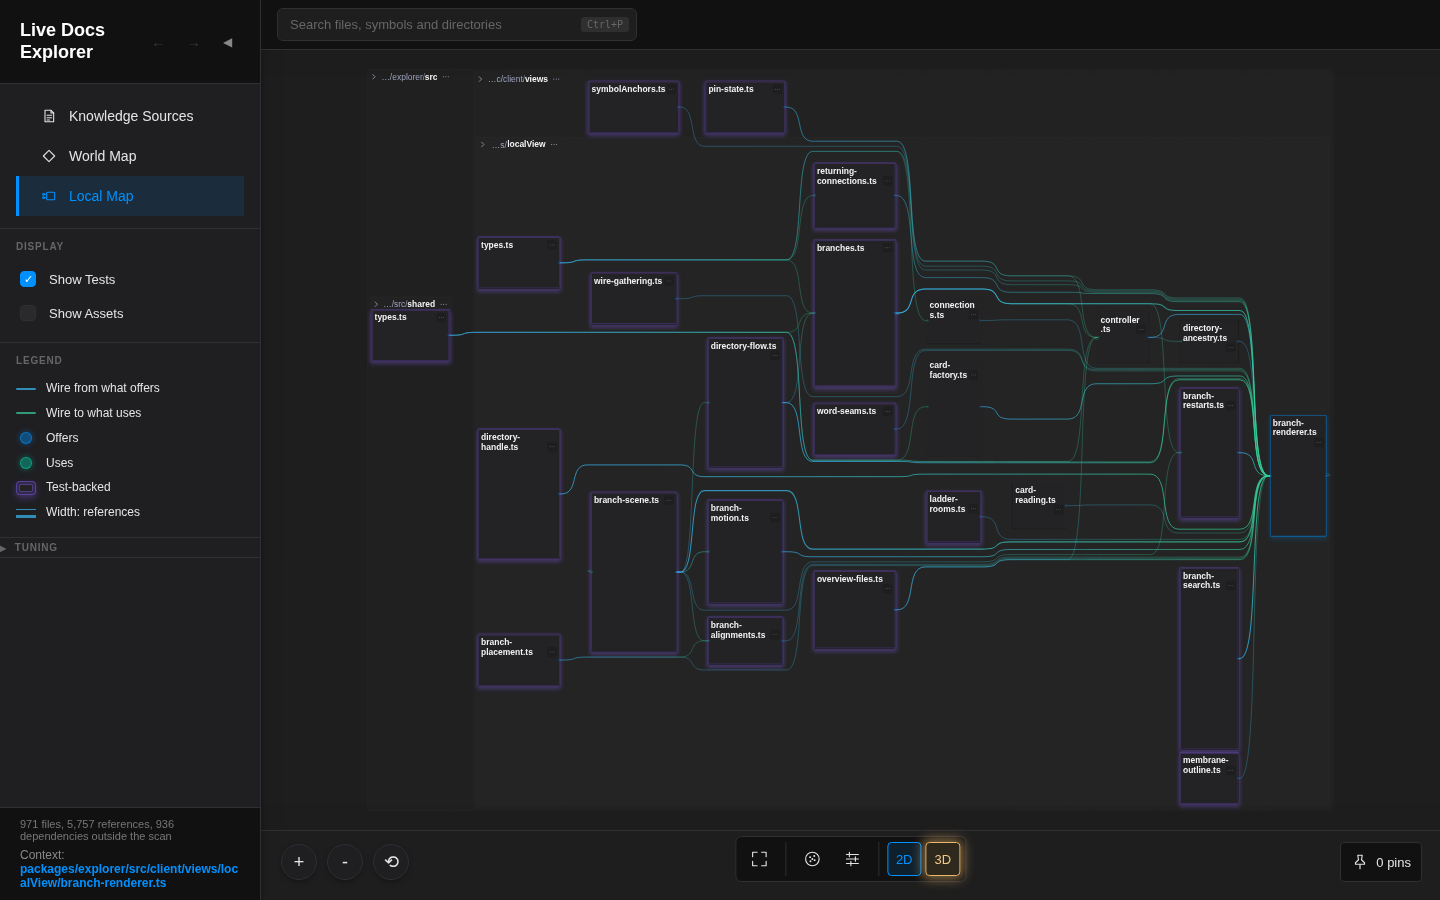 Live Docs
Explorer
← → ◀
Search files, symbols and directories
Ctrl+P
Knowledge Sources
World Map
Local Map
DISPLAY
Show Tests
Show Assets
LEGEND
Wire from what offers
Wire to what uses
Offers
Uses
Test-backed
Width: references
TUNING
971 files, 5,757 references, 936
dependencies outside the scan
Context:
packages/explorer/src/client/views/loc
alView/branch-renderer.ts
…/explorer/src ···
…c/client/views ···
symbolAnchors.ts
pin-state.ts
…s/localView ···
returning-
connections.ts
types.ts
branches.ts
wire-gathering.ts
…/src/shared ···
types.ts
connection
s.ts
controller
.ts
directory-
ancestry.ts
directory-flow.ts
card-
factory.ts
branch-
restarts.ts
word-seams.ts
branch-
renderer.ts
directory-
handle.ts
branch-scene.ts
branch-
motion.ts
ladder-
rooms.ts
card-
reading.ts
overview-files.ts
branch-
search.ts
branch-
alignments.ts
branch-
placement.ts
membrane-
outline.ts
+ - ⟲
2D 3D
0 pins